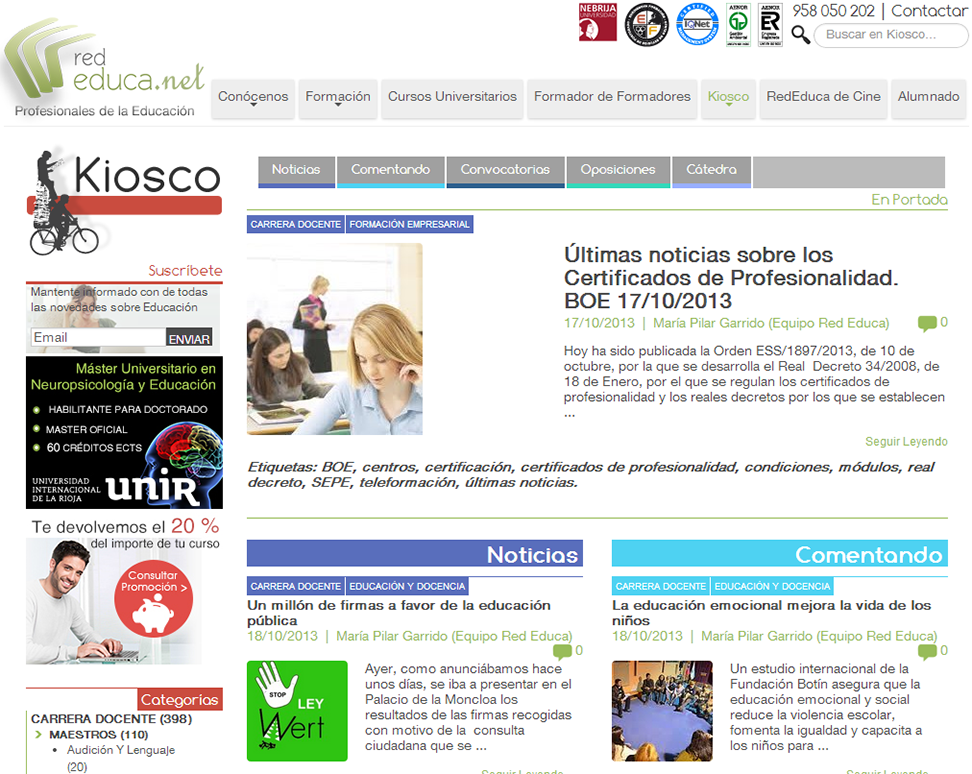 NEBRIJA
UNIVERSIDAD
IQNet
AENOR
AENOR
958 050 202 | Contactar
Buscar en Kiosco...
red
educa.net
Profesionales de la Educación
Conócenos
Formación
Cursos Universitarios
Formador de Formadores
Kiosco
RedEduca de Cine
Alumnado
Kiosco
Noticias
Comentando
Convocatorias
Oposiciones
Cátedra
En Portada
CARRERA DOCENTE
FORMACIÓN EMPRESARIAL
Últimas noticias sobre los
Certificados de Profesionalidad.
BOE 17/10/2013
17/10/2013 | María Pilar Garrido (Equipo Red Educa)
0
Hoy ha sido publicada la Orden ESS/1897/2013, de 10 de
octubre, por la que se desarrolla el Real Decreto 34/2008, de
18 de Enero, por el que se regulan los certificados de
profesionalidad y los reales decretos por los que se establecen
...
Seguir Leyendo
Etiquetas: BOE, centros, certificación, certificados de profesionalidad, condiciones, módulos, real
decreto, SEPE, teleformación, últimas noticias.
Suscríbete
Mantente informado con de todas
las novedades sobre Educación
Email
ENVIAR
Máster Universitario en
Neuropsicología y Educación
HABILITANTE PARA DOCTORADO
MASTER OFICIAL
60 CRÉDITOS ECTS
UNIVERSIDAD
INTERNACIONAL
DE LA RIOJA
unir
Te devolvemos el 20 %
del importe de tu curso
Consultar
Promoción >
Categorias
CARRERA DOCENTE (398)
MAESTROS (110)
Audición Y Lenguaje
(20)
Noticias
CARRERA DOCENTE
EDUCACIÓN Y DOCENCIA
Un millón de firmas a favor de la educación
pública
18/10/2013 | María Pilar Garrido (Equipo Red Educa)
0
STOP
LEY
Wert
Ayer, como anunciábamos hace
unos días, se iba a presentar en el
Palacio de la Moncloa los
resultados de las firmas recogidas
con motivo de la consulta
ciudadana que se ...
Seguir Leyendo
Comentando
CARRERA DOCENTE
EDUCACIÓN Y DOCENCIA
La educación emocional mejora la vida de los
niños
18/10/2013 | María Pilar Garrido (Equipo Red Educa)
0
Un estudio internacional de la
Fundación Botín asegura que la
educación emocional y social
reduce la violencia escolar,
fomenta la igualdad y capacita a
los niños para ...
Seguir Leyendo